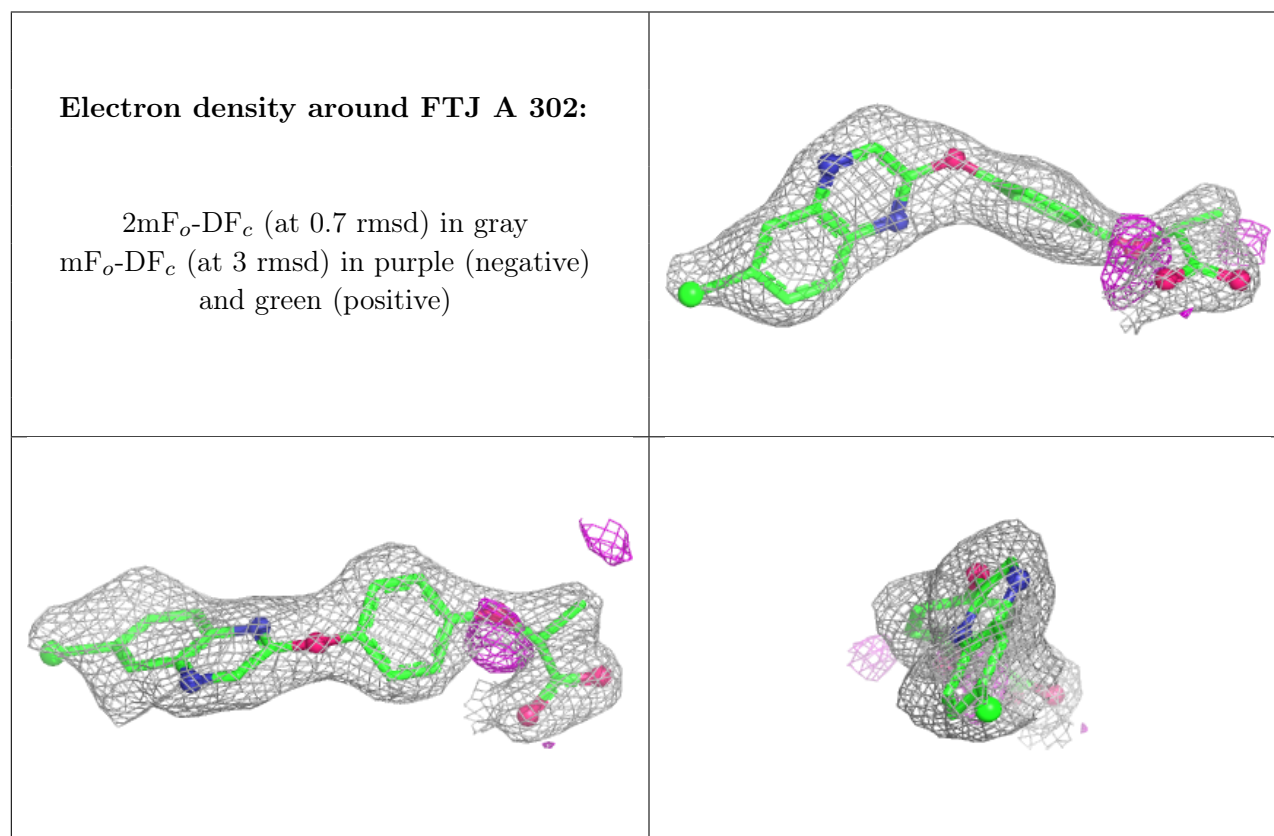 Electron density around FTJ A 302:
2mFo-DFc (at 0.7 rmsd) in gray
mFo-DFc (at 3 rmsd) in purple (negative)
and green (positive)